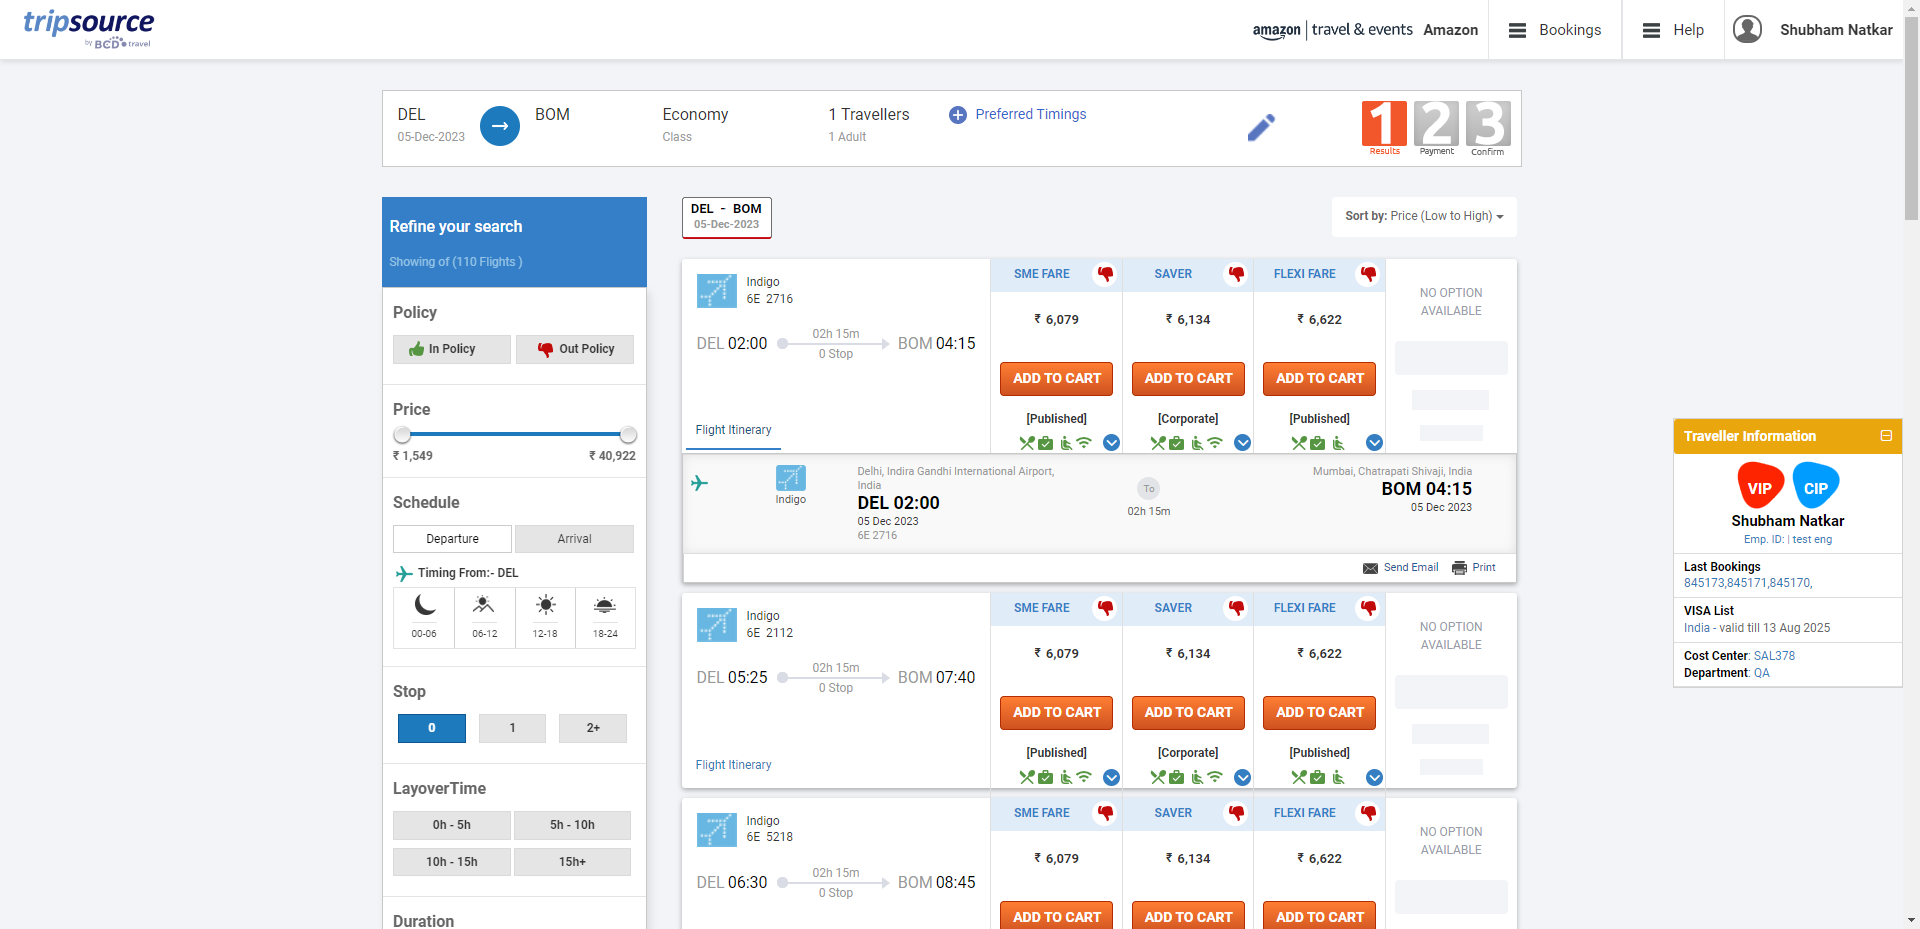 tripsource
by BCD travel
amazon | travel & events Amazon
Bookings
Help
Shubham Natkar
DEL
05-Dec-2023
BOM
Economy
Class
1 Travellers
1 Adult
Preferred Timings
1 Results
2 Payment
3 Confirm
Refine your search
Showing of (110 Flights )
Policy
In Policy
Out Policy
Price
₹ 1,549
₹ 40,922
Schedule
Departure
Arrival
Timing From:- DEL
00-06
06-12
12-18
18-24
Stop
0
1
2+
LayoverTime
0h - 5h
5h - 10h
10h - 15h
15h+
Duration
DEL - BOM
05-Dec-2023
Sort by: Price (Low to High)
Indigo
6E 2716
DEL 02:00
02h 15m
0 Stop
BOM 04:15
Flight Itinerary
SME FARE
₹ 6,079
ADD TO CART
[Published]
SAVER
₹ 6,134
ADD TO CART
[Corporate]
FLEXI FARE
₹ 6,622
ADD TO CART
[Published]
NO OPTION
AVAILABLE
Indigo
Delhi, Indira Gandhi International Airport,
India
DEL 02:00
05 Dec 2023
6E 2716
To
02h 15m
Mumbai, Chatrapati Shivaji, India
BOM 04:15
05 Dec 2023
Send Email
Print
Indigo
6E 2112
DEL 05:25
02h 15m
0 Stop
BOM 07:40
Flight Itinerary
SME FARE
₹ 6,079
ADD TO CART
[Published]
SAVER
₹ 6,134
ADD TO CART
[Corporate]
FLEXI FARE
₹ 6,622
ADD TO CART
[Published]
NO OPTION
AVAILABLE
Indigo
6E 5218
DEL 06:30
02h 15m
0 Stop
BOM 08:45
SME FARE
₹ 6,079
ADD TO CART
SAVER
₹ 6,134
ADD TO CART
FLEXI FARE
₹ 6,622
ADD TO CART
NO OPTION
AVAILABLE
Traveller Information
VIP
CIP
Shubham Natkar
Emp. ID: | test eng
Last Bookings
845173,845171,845170,
VISA List
India - valid till 13 Aug 2025
Cost Center: SAL378
Department: QA